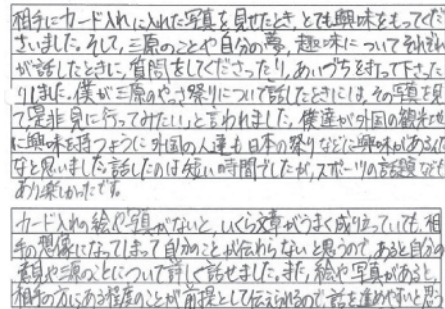 相手にカード入れに入れた写真を見せたとき、とても興味をもってくだ
さいました。そして、三原のことや自分の夢、趣味についてそれぞれ
が話したときに、質問をしてくださったり、あいづちを打って下さった
りしました。僕が三原のやっさ祭りについて話したときには、その写真を見
て是非見に行ってみたい」と言われました。僕達が外国の観光地
に興味を持つように外国の人達も日本の祭りなどに興味があるんだ
なと思いました。話したのは短い時間でしたが、スポーツの話題などで
あり楽しかったです。
カード入れの絵や写真がないと、いくら文章がうまく成り立っていても、相
手の想像になってしまって自分のことが伝わらないと思うので、あると自分の
夢や三原のことについて詳しく話せました。また、絵や写真があると、
相手の方にある程度のことが前提として伝えられるので、話を進めやすいと思